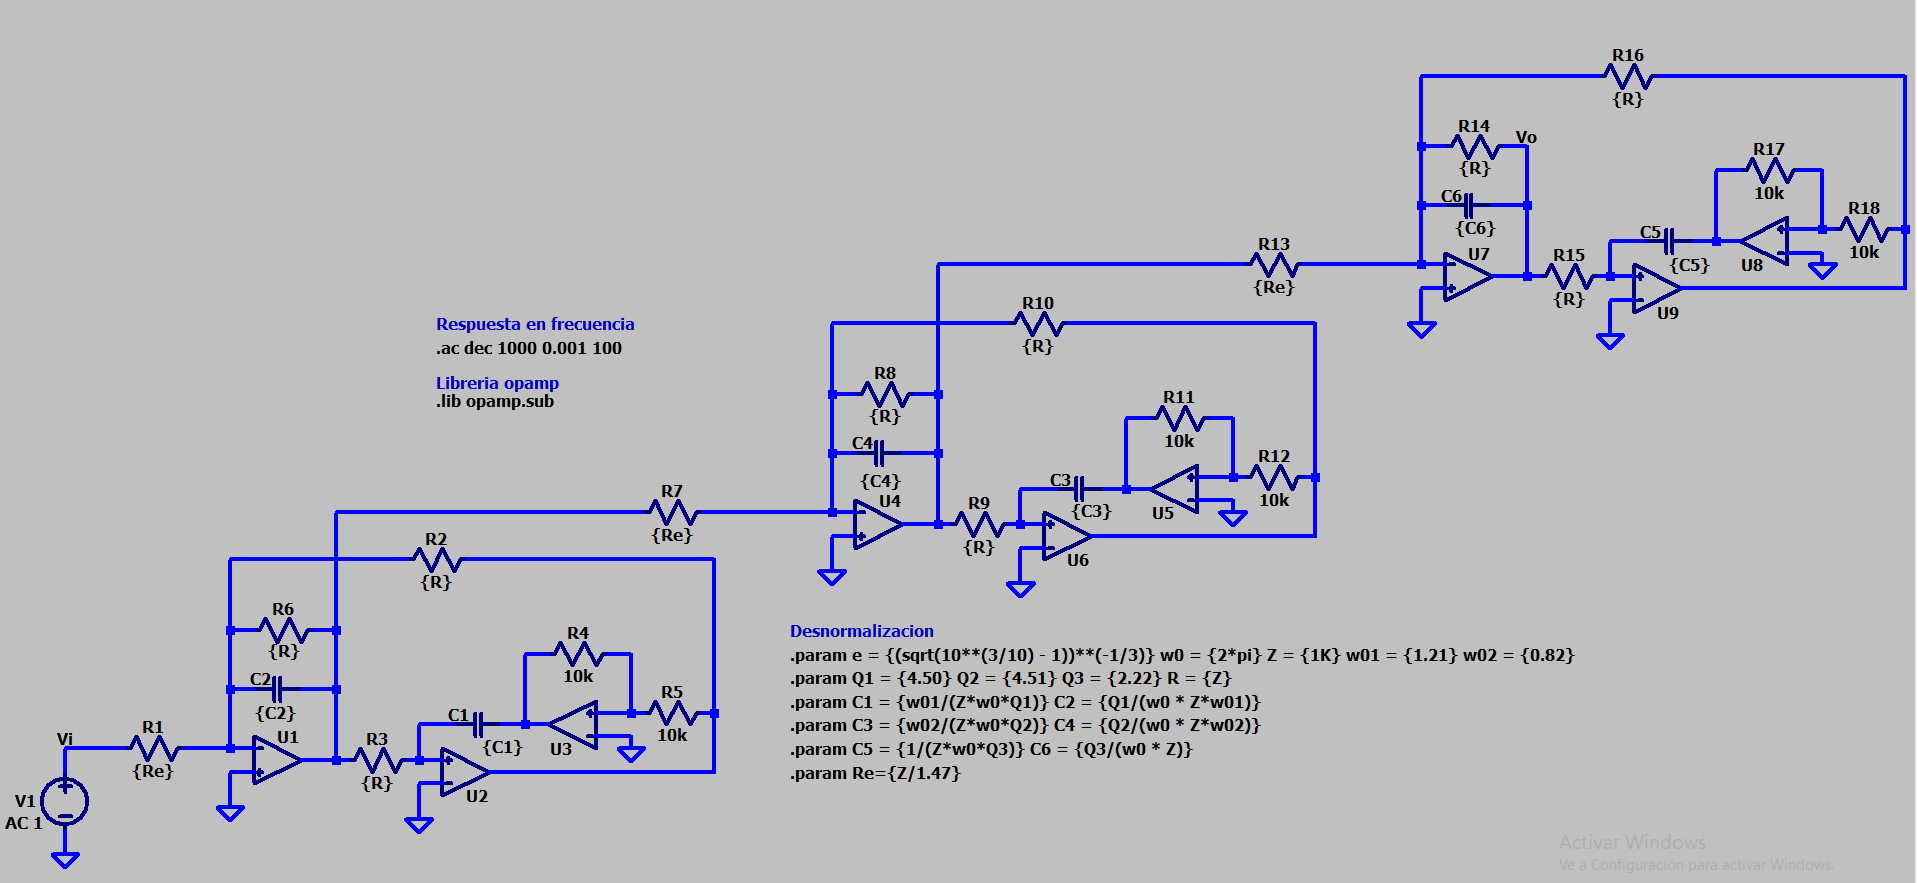 R16
{R}
R14
{R}
Vo
R17
10k
C6
{C6}
R18
10k
C5
{C5}
U8
R13
{Re}
U7
R15
{R}
U9
R10
{R}
Respuesta en frecuencia
.ac dec 1000 0.001 100
Libreria opamp
.lib opamp.sub
R8
{R}
R11
10k
C4
{C4}
R12
10k
C3
{C3}
U5
R7
{Re}
U4
R9
{R}
U6
R2
{R}
R6
{R}
R4
10k
C2
{C2}
R5
10k
C1
{C1}
U3
Vi
R1
{Re}
U1
R3
{R}
U2
V1
AC 1
Desnormalizacion
.param e = {(sqrt(10**(3/10) - 1))**(-1/3)} w0 = {2*pi} Z = {1K} w01 = {1.21} w02 = {0.82}
.param Q1 = {4.50} Q2 = {4.51} Q3 = {2.22} R = {Z}
.param C1 = {w01/(Z*w0*Q1)} C2 = {Q1/(w0 * Z*w01)}
.param C3 = {w02/(Z*w0*Q2)} C4 = {Q2/(w0 * Z*w02)}
.param C5 = {1/(Z*w0*Q3)} C6 = {Q3/(w0 * Z)}
.param Re={Z/1.47}
Activar Windows
Ve a Configuración para activar Windows.